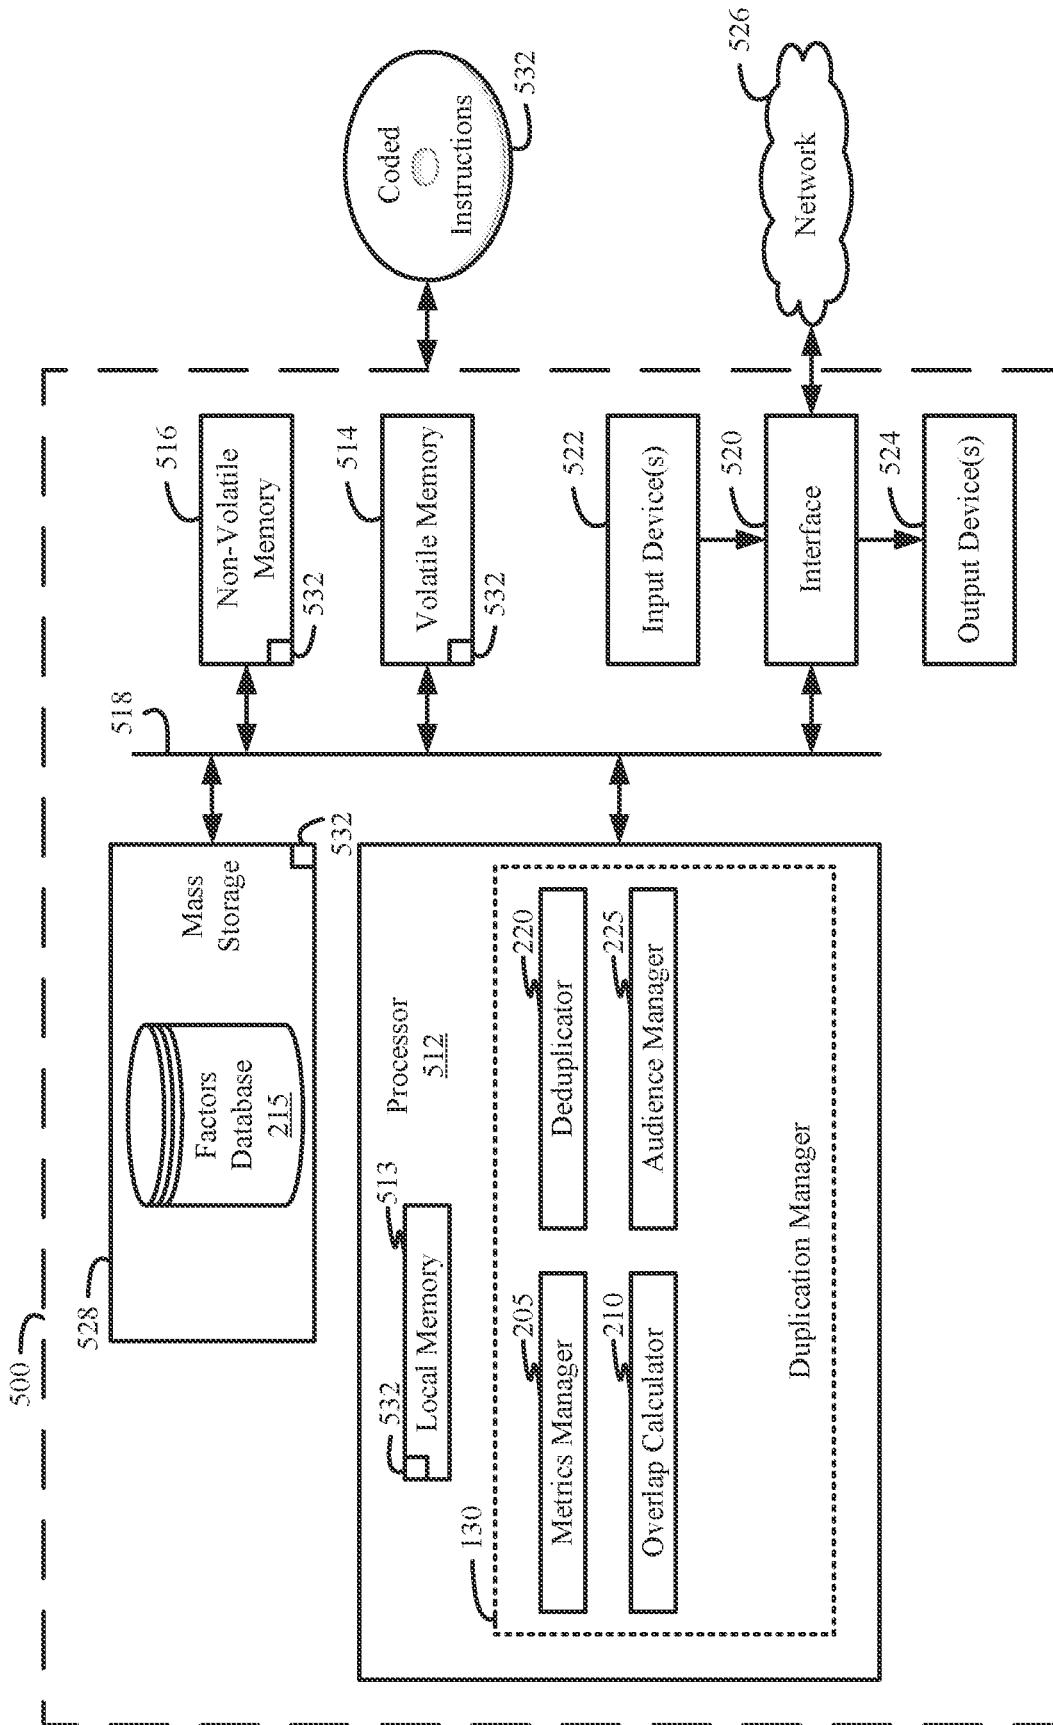 500
528
Factors
Database
215
Mass
Storage
532
518
516
Non-Volatile
Memory
532
514
Volatile Memory
532
Coded
Instructions
532
Processor
512
532
Local Memory
513
130
Metrics Manager
205
Deduplicator
220
Overlap Calculator
210
Audience Manager
225
Duplication Manager
522
Input Device(s)
520
Interface
524
Output Device(s)
Network
526